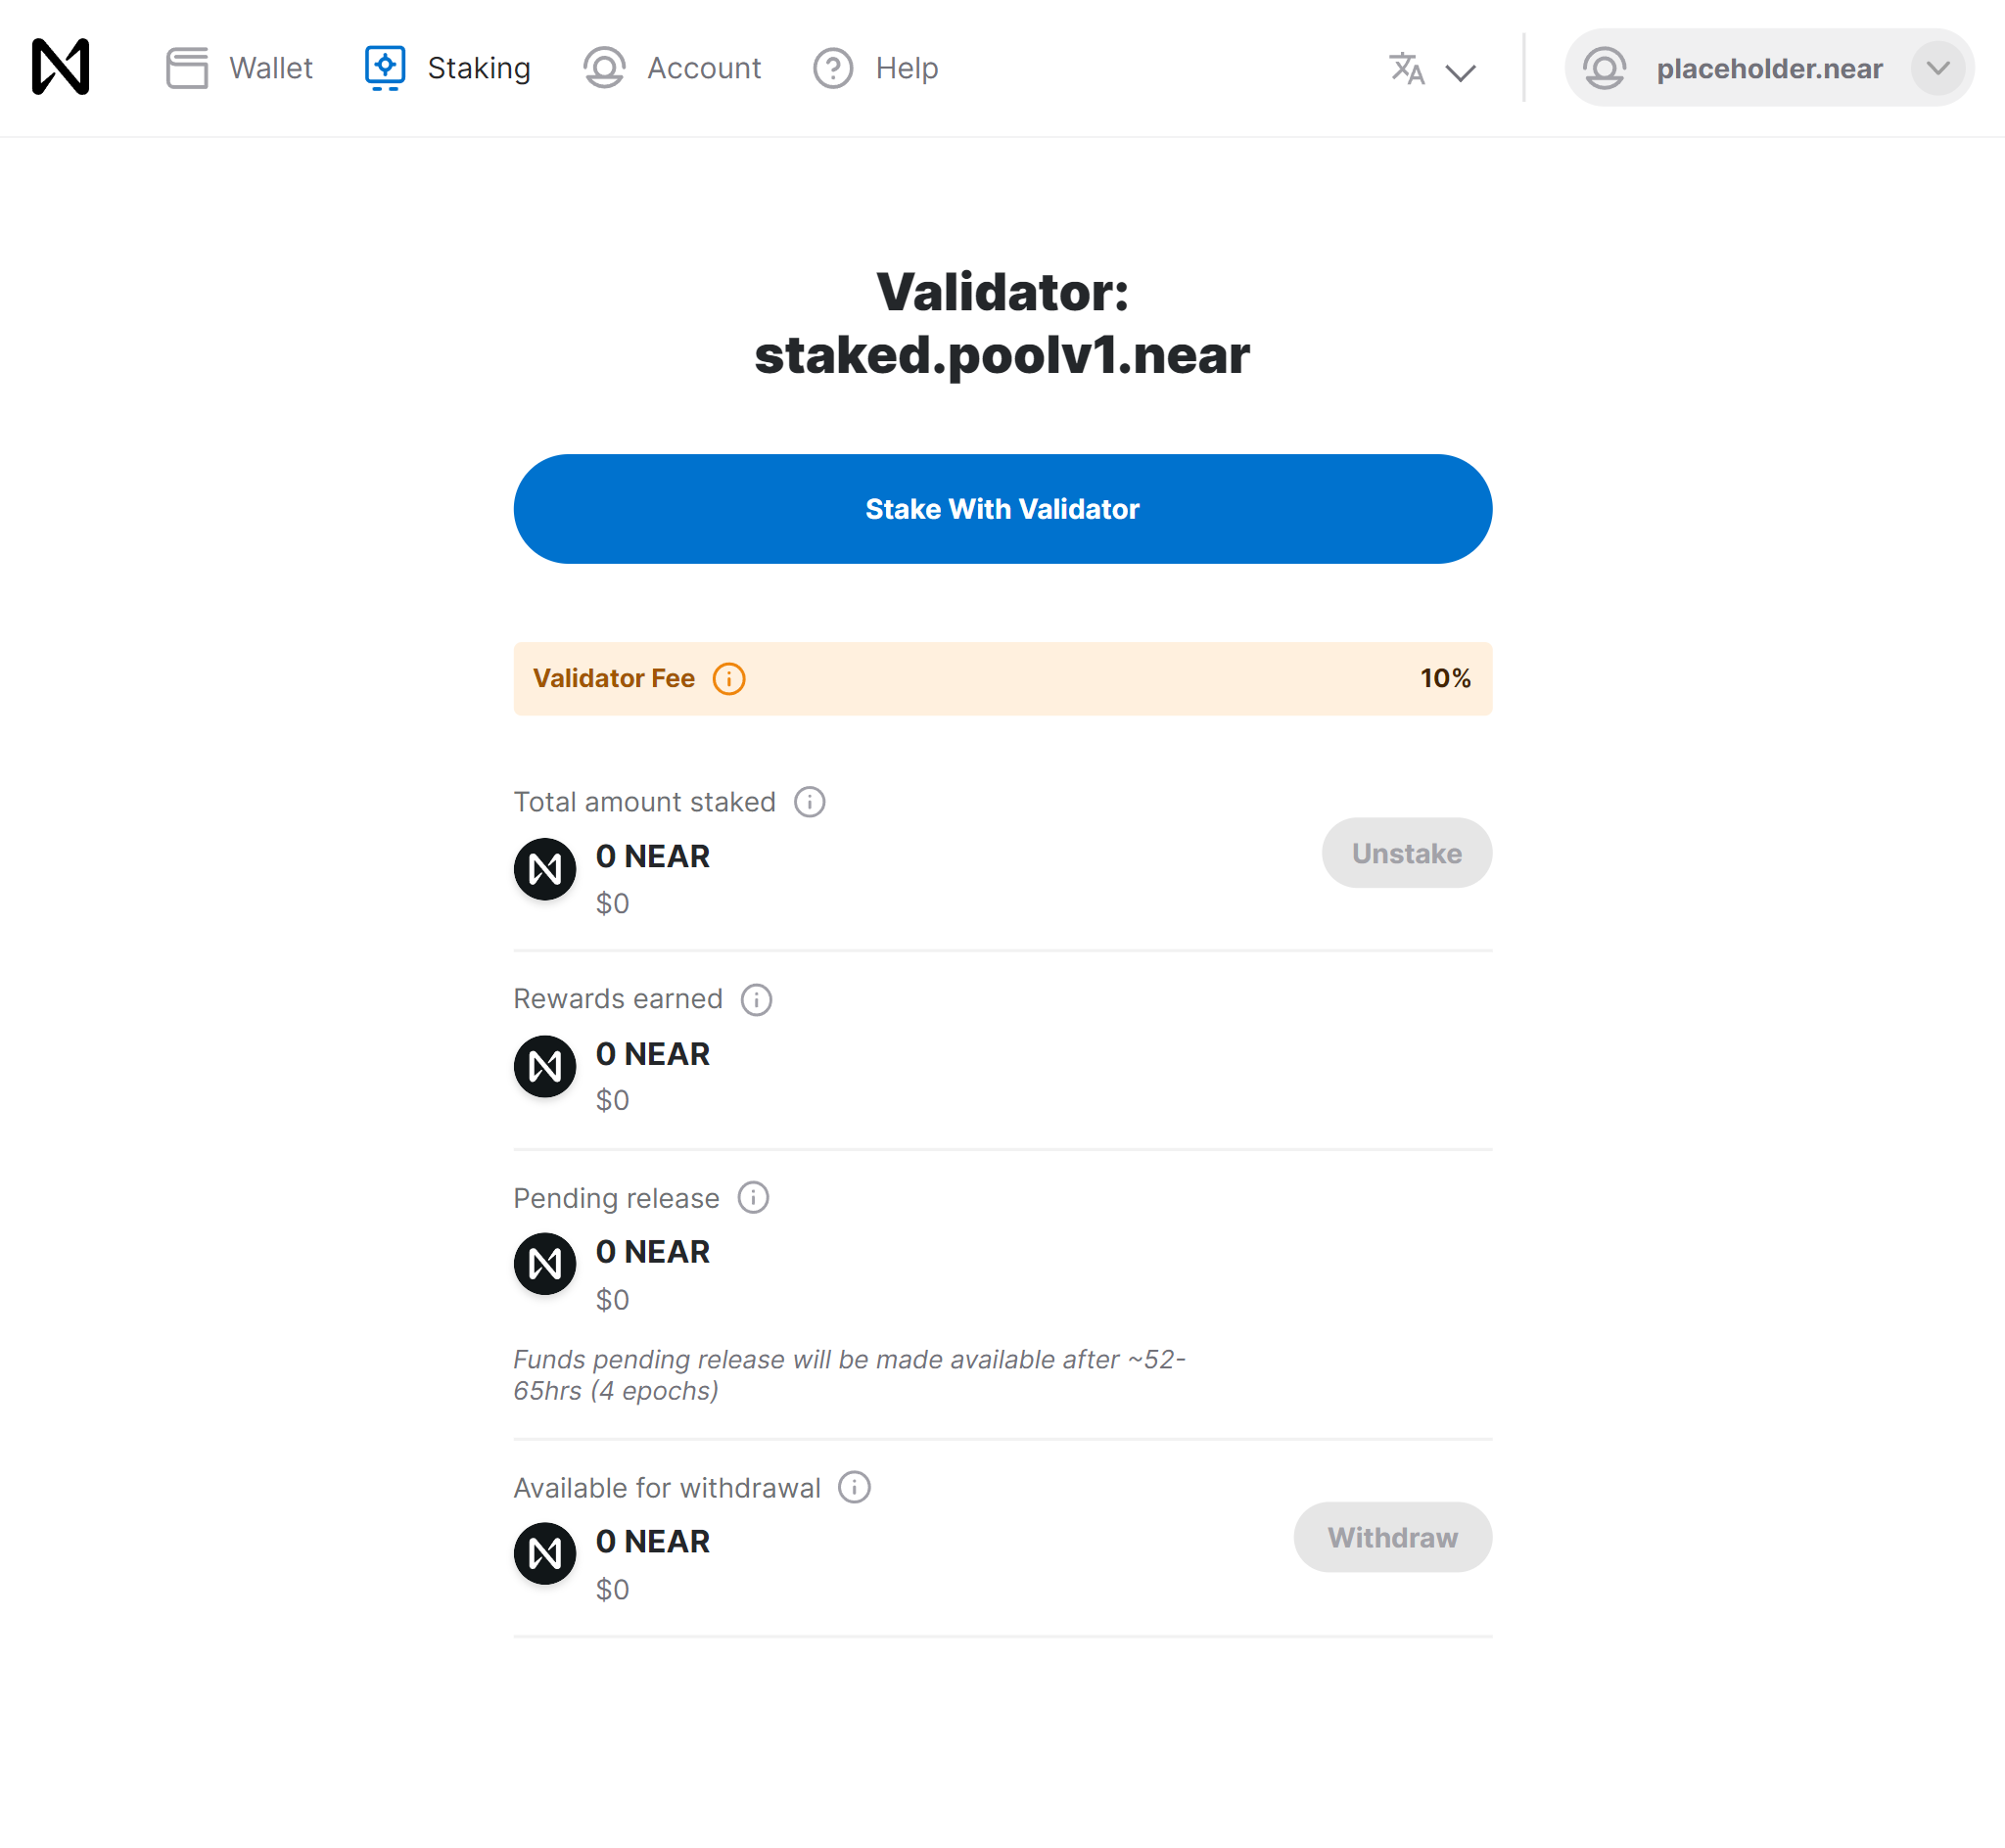 Wallet
Staking
Account
Help
placeholder.near
Validator:
staked.poolv1.near
Stake With Validator
Validator Fee
10%
Total amount staked
0 NEAR
$0
Unstake
Rewards earned
0 NEAR
$0
Pending release
0 NEAR
$0
Funds pending release will be made available after ~52-
65hrs (4 epochs)
Available for withdrawal
0 NEAR
$0
Withdraw